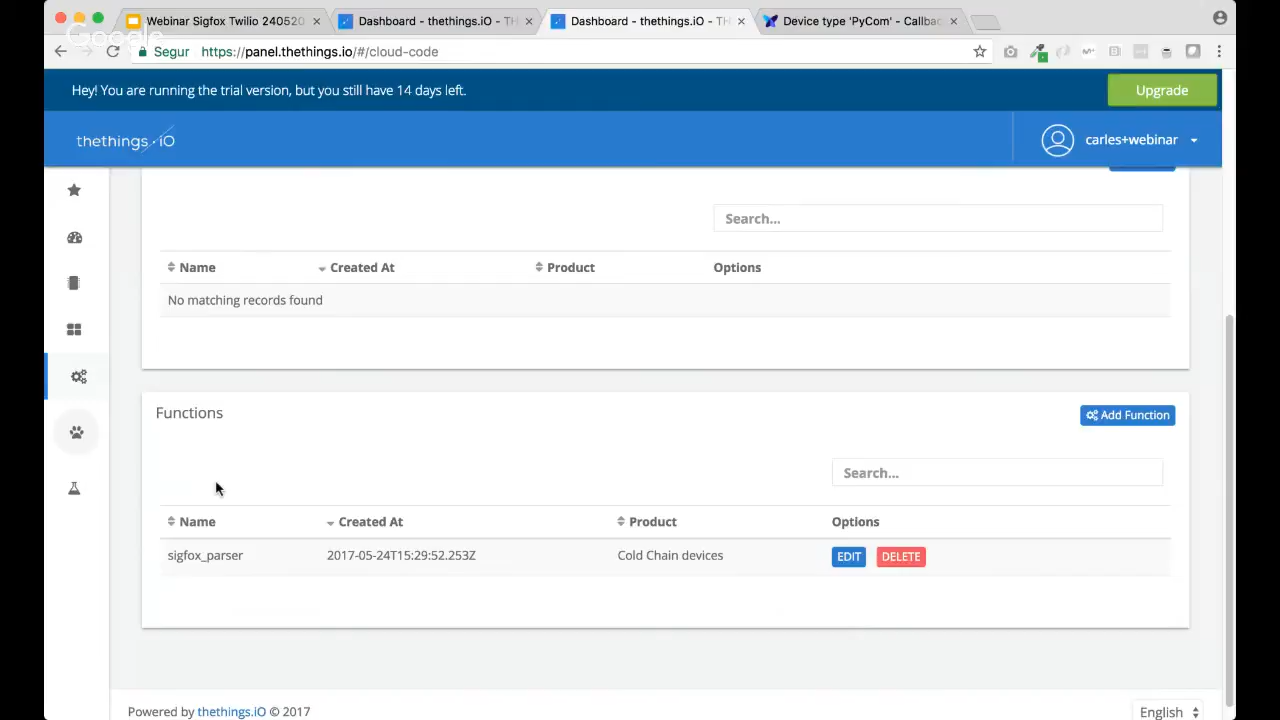 Webinar Sigfox Twilio 240520
Dashboard - thethings.iO - T
Dashboard - thethings.iO - TH
Device type 'PyCom' - Callba
Google
Segur
https://panel.thethings.io/#/cloud-code
Hey! You are running the trial version, but you still have 14 days left.
Upgrade
thethings.iO
carles+webinar
Search...
Name Created At Product Options
No matching records found
Functions
Add Function
Search...
Name Created At Product Options
sigfox_parser 2017-05-24T15:29:52.253Z Cold Chain devices EDIT DELETE
Powered by thethings.iO © 2017
English